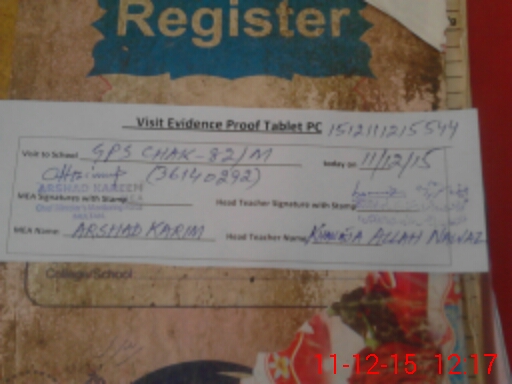 Register
Visit Evidence Proof Tablet PC 1512111215544
Visit to School GPS CHAK-82/M today on 11/12/15
(36140292)
ARSHAD KAREEM
MEA Signatures with Stamp Head Teacher Signature with Stamp
MEA Name ARSHAD KARIM Head Teacher Name KHAWAJA ALLAH NAWAZ
College/School
11-12-15 12:17